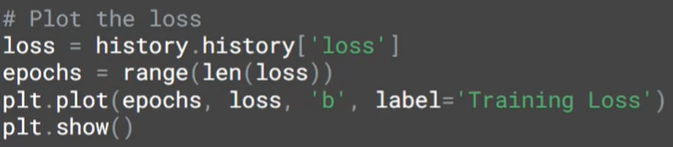 # Plot the loss
loss = history.history['loss']
epochs = range(len(loss))
plt.plot(epochs, loss, 'b', label='Training Loss')
plt.show()